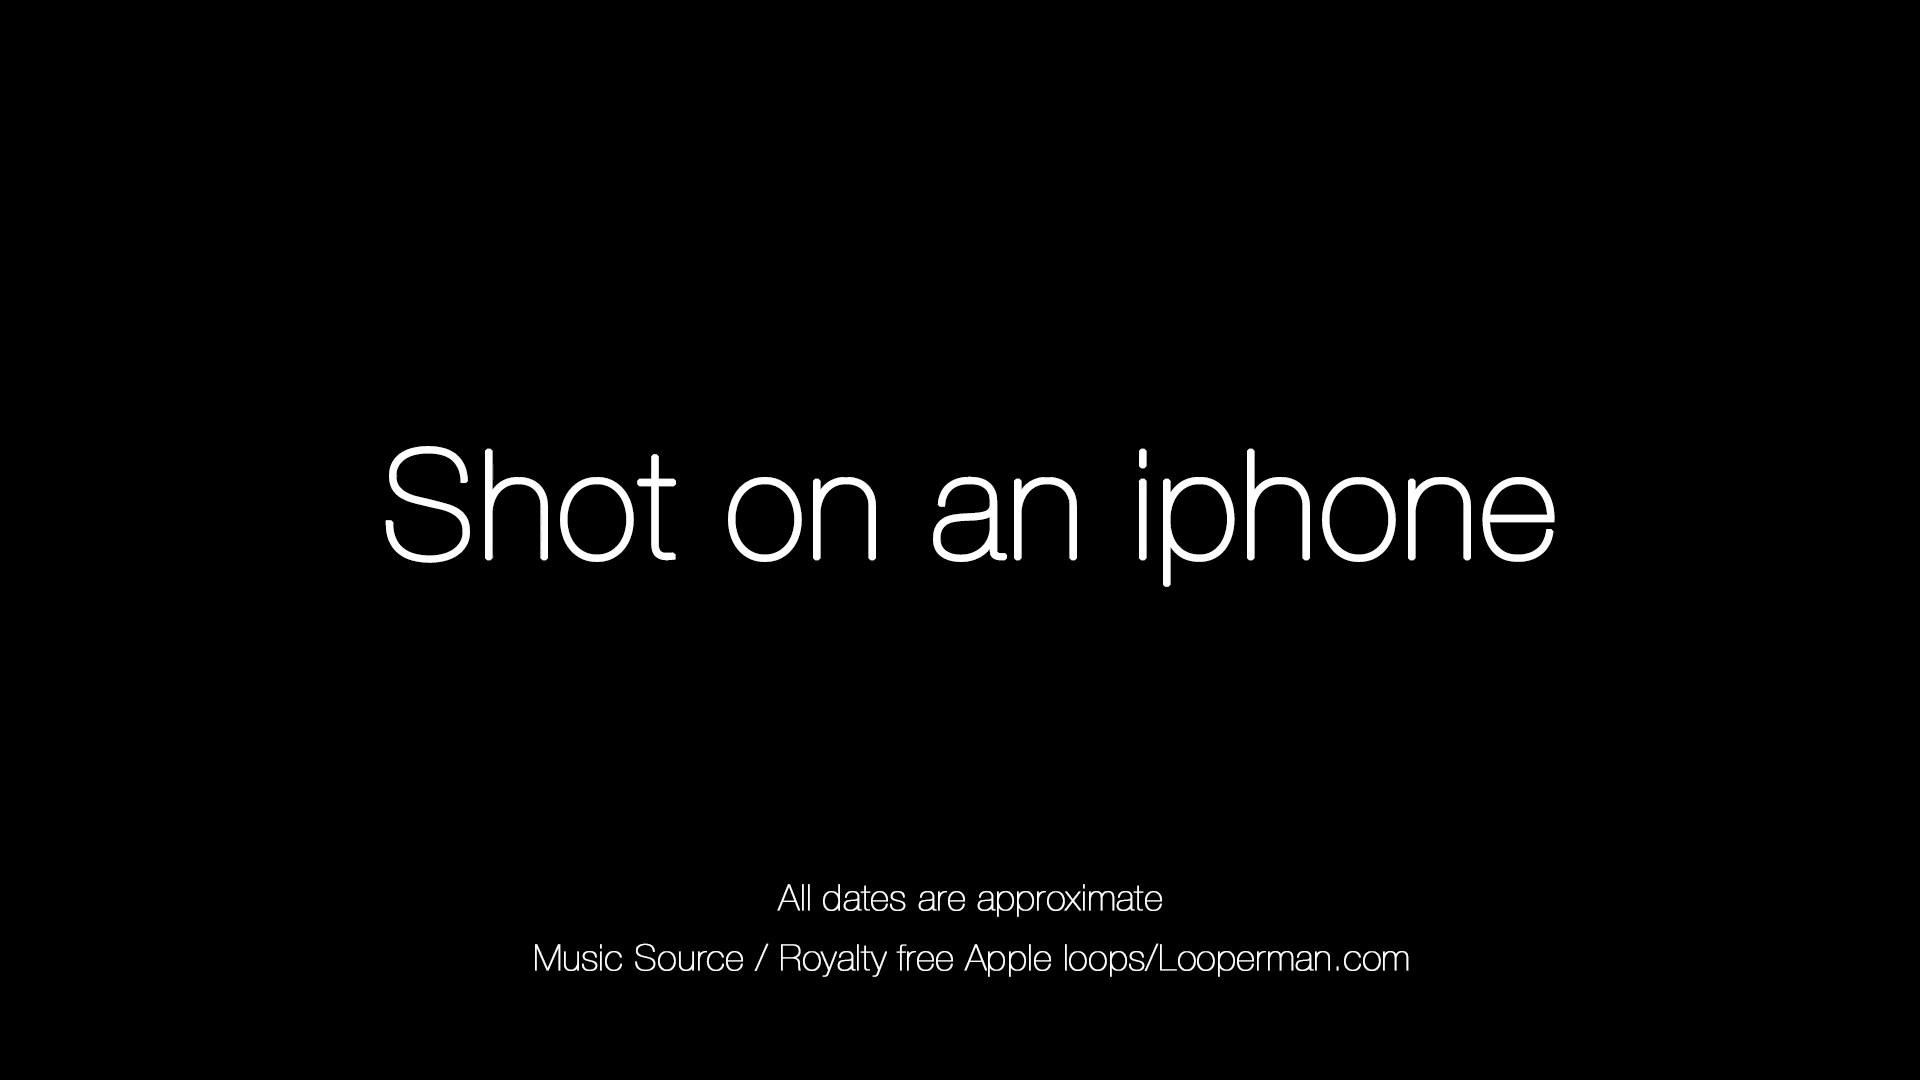 Shot on an iphone
All dates are approximate
Music Source / Royalty free Apple loops/Looperman.com